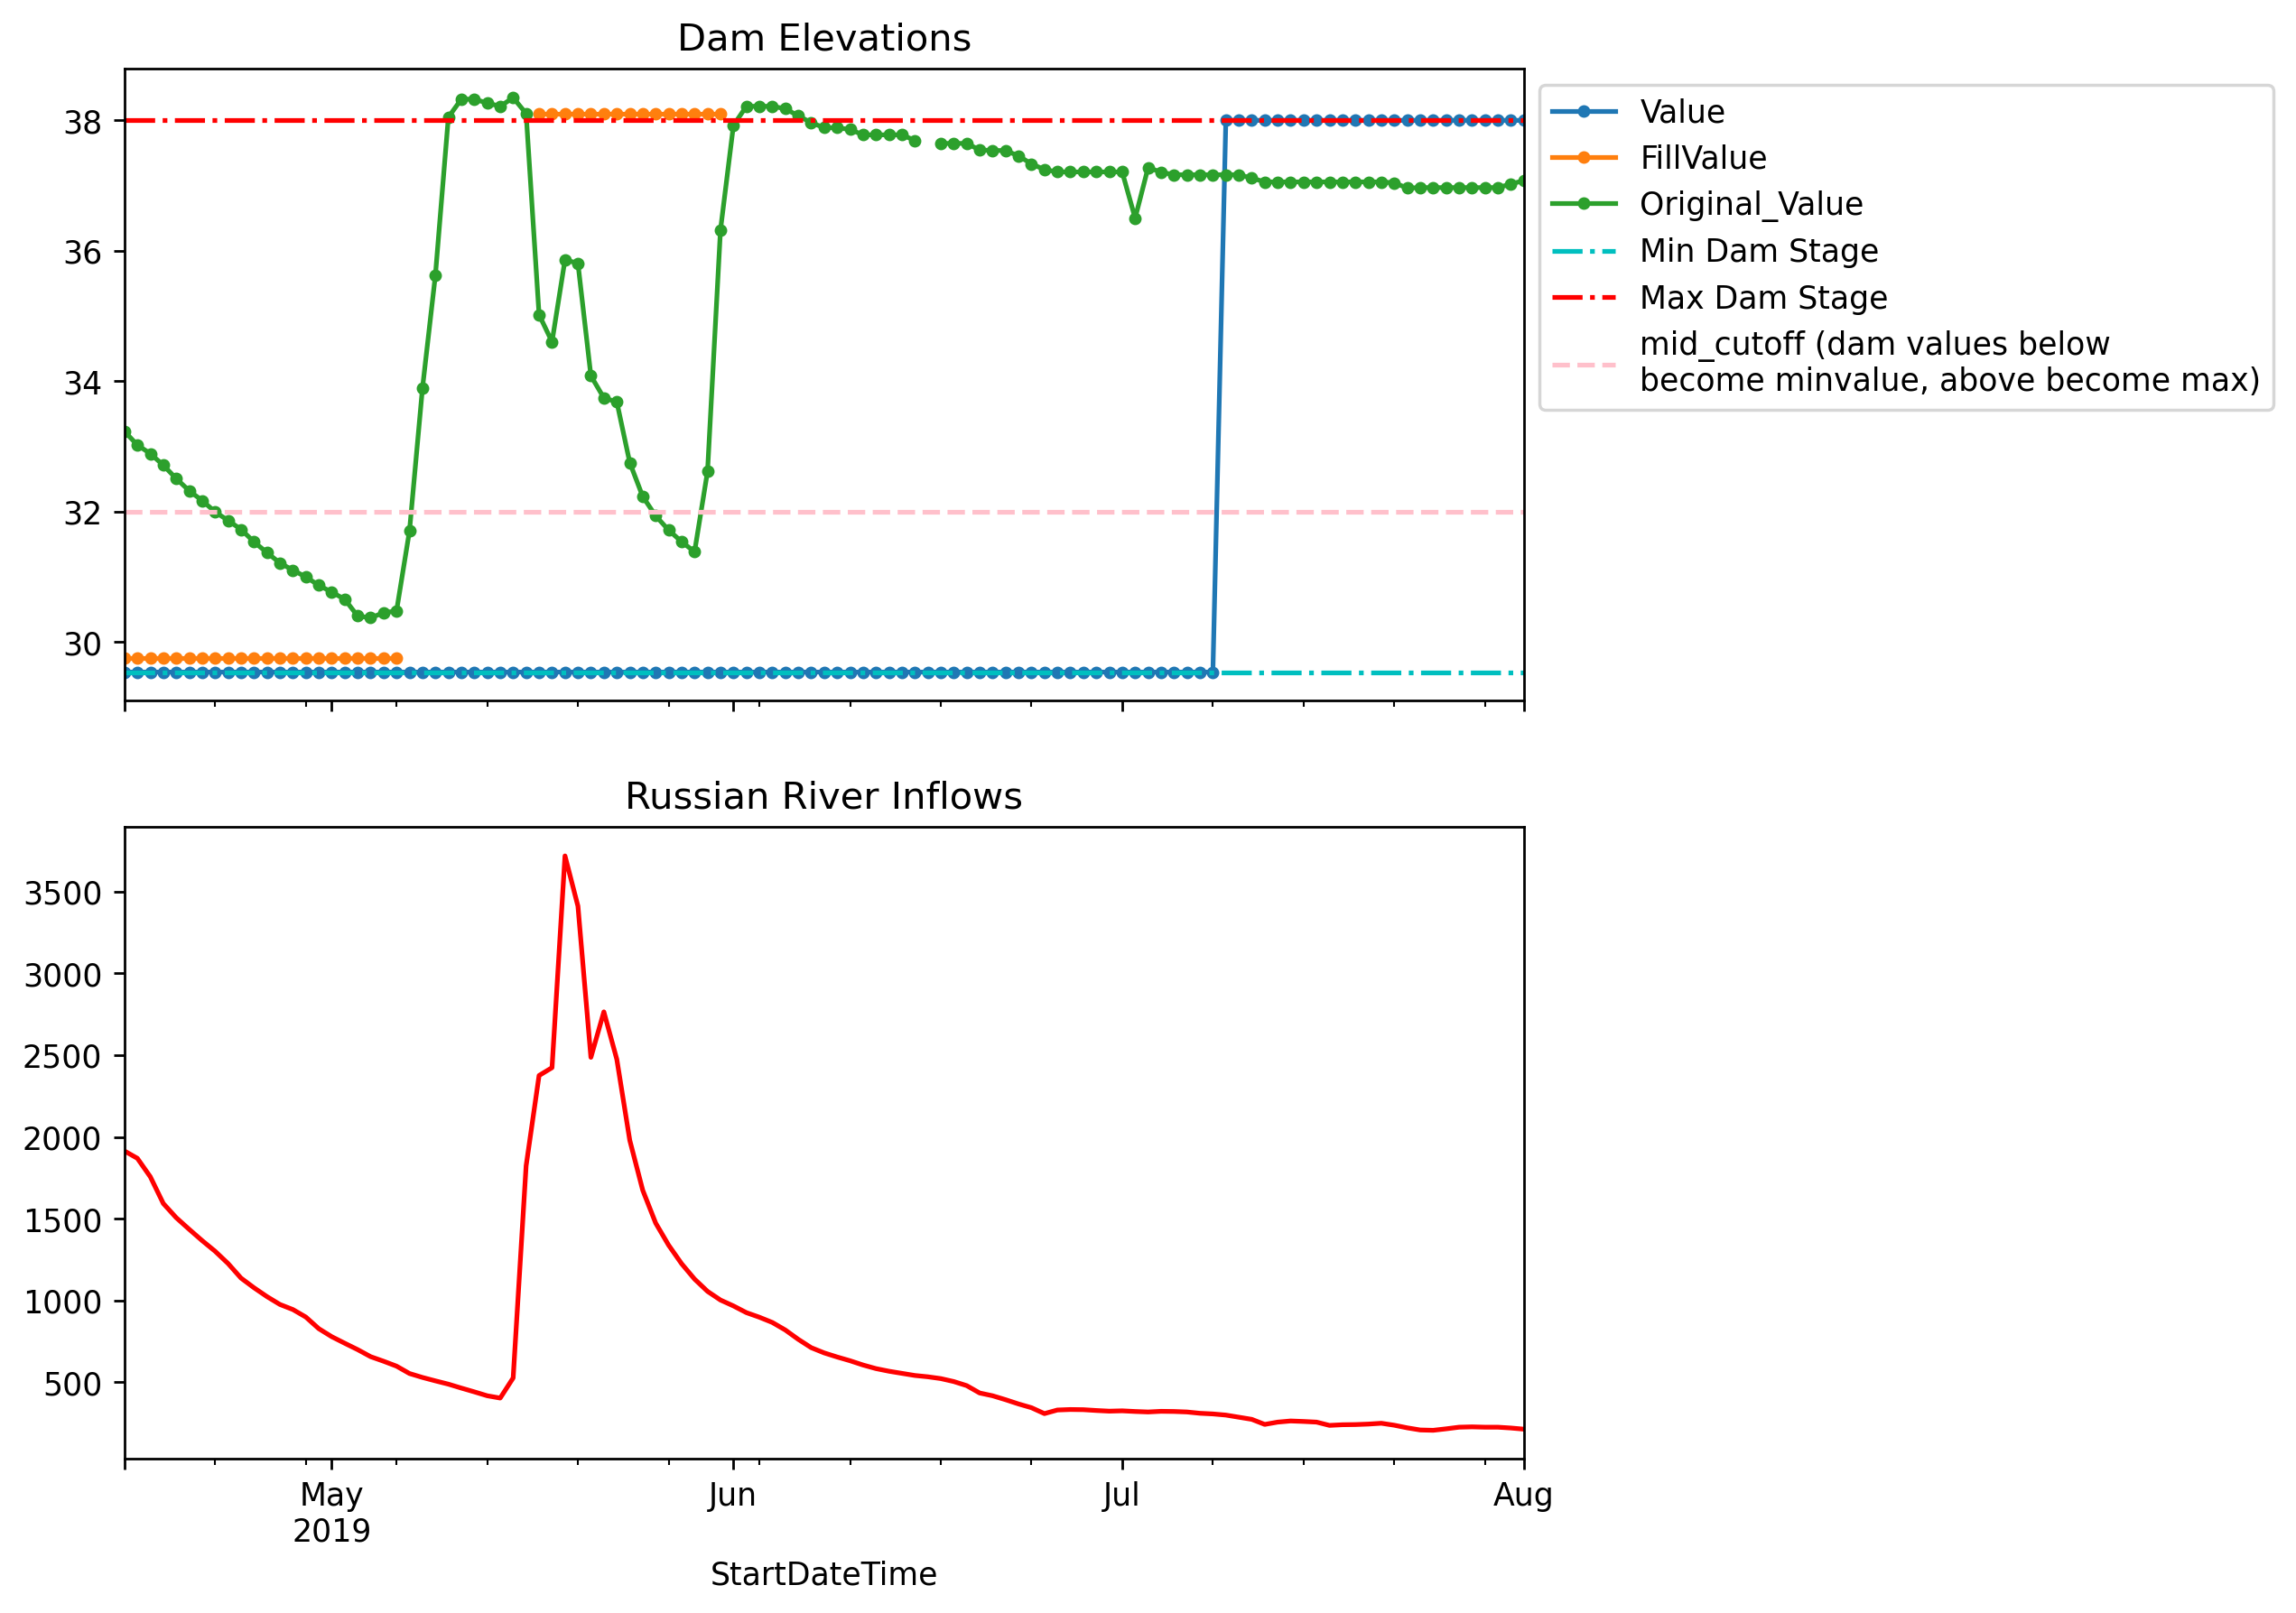 Dam Elevations
38
36
34
32
30
Value
FillValue
Original_Value
Min Dam Stage
Max Dam Stage
mid_cutoff (dam values below
become minvalue, above become max)
Russian River Inflows
3500
3000
2500
2000
1500
1000
500
May
2019
Jun
Jul
Aug
StartDateTime